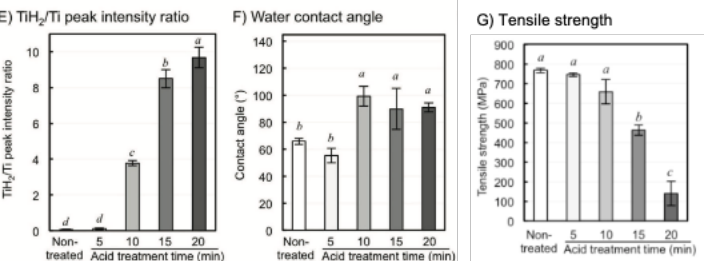 E) TiH₂/Ti peak intensity ratio
TiH₂/Ti peak intensity ratio
10
8
6
4
2
0
d
d
c
b
a
Non-treated
5
10
15
20
Acid treatment time (min)
F) Water contact angle
Contact angle (°)
140
120
100
80
60
40
20
0
b
b
a
a
a
Non-treated
5
10
15
20
Acid treatment time (min)
G) Tensile strength
Tensile strength (MPa)
900
800
700
600
500
400
300
200
100
0
a
a
a
b
c
Non-treated
5
10
15
20
Acid treatment time (min)